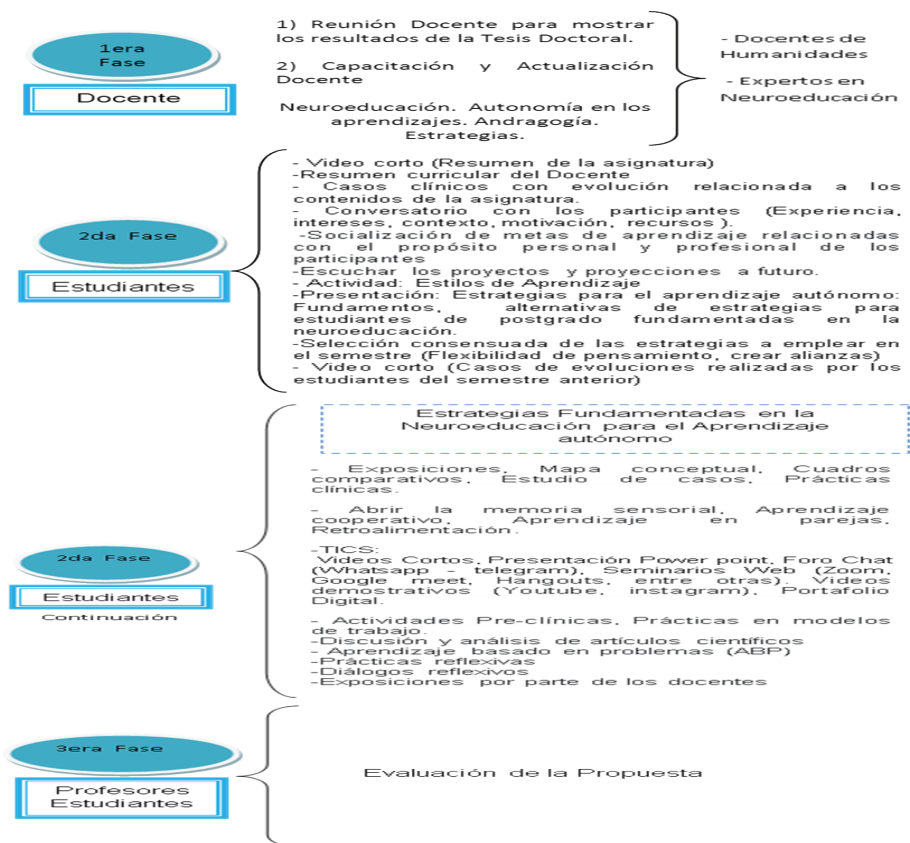 1era
Fase
Docente
1) Reunión Docente para mostrar
los resultados de la Tesis Doctoral.
2) Capacitación y Actualización
Docente
Neuroeducación. Autonomía en los
aprendizajes. Andragogía.
Estrategias.
- Docentes de
Humanidades
- Expertos en
Neuroeducación
2da Fase
Estudiantes
- Video corto (Resumen de la asignatura)
-Resumen curricular del Docente
- Casos clínicos con evolución relacionada a los
contenidos de la asignatura.
- Conversatorio con los participantes (Experiencia,
intereses, contexto, motivación, recursos ).
-Socialización de metas de aprendizaje relacionadas
con el propósito personal y profesional de los
participantes
-Escuchar los proyectos y proyecciones a futuro.
- Actividad: Estilos de Aprendizaje
-Presentación: Estrategias para el aprendizaje autónomo:
Fundamentos, alternativas de estrategias para
estudiantes de postgrado fundamentadas en la
neuroeducación.
-Selección consensuada de las estrategias a emplear en
el semestre (Flexibilidad de pensamiento, crear alianzas)
- Video corto (Casos de evoluciones realizadas por los
estudiantes del semestre anterior)
2da Fase
Estudiantes
Continuación
Estrategias Fundamentadas en la
Neuroeducación para el Aprendizaje
autónomo
- Exposiciones, Mapa conceptual, Cuadros
comparativos, Estudio de casos, Prácticas
clínicas.
- Abrir la memoria sensorial, Aprendizaje
cooperativo, Aprendizaje en parejas,
Retroalimentación.
-TICS:
Videos Cortos, Presentación Power point, Foro Chat
(Whatsapp - telegram), Seminarios Web (Zoom,
Google meet, Hangouts, entre otras). Videos
demostrativos (Youtube, instagram), Portafolio
Digital.
- Actividades Pre-clínicas, Prácticas en modelos
de trabajo.
-Discusión y análisis de artículos científicos
- Aprendizaje basado en problemas (ABP)
-Prácticas reflexivas
-Diálogos reflexivos
-Exposiciones por parte de los docentes
3era Fase
Profesores
Estudiantes
Evaluación de la Propuesta